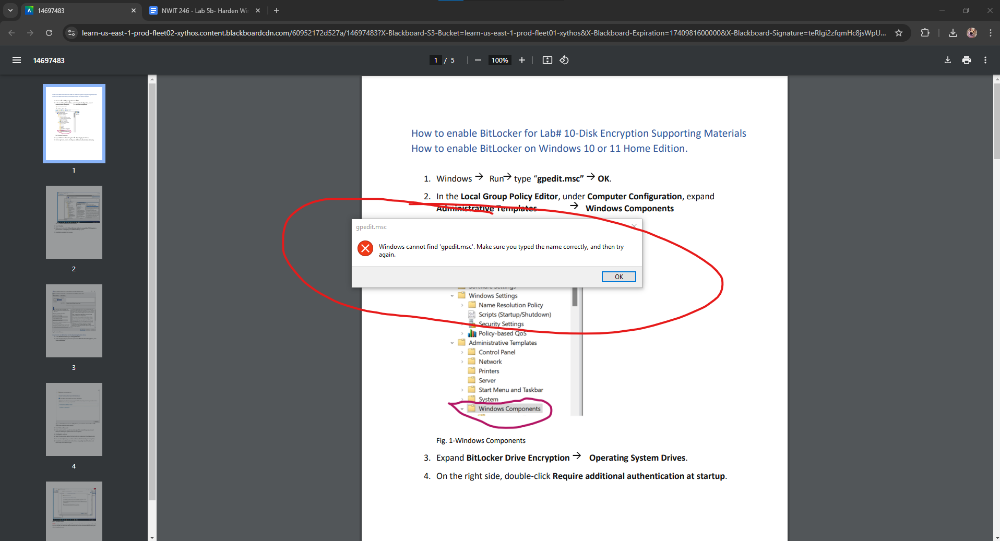 14697483
NWIT 246 - Lab 5b- Harden Wi
learn-us-east-1-prod-fleet02-xythos.content.blackboardcdn.com/60952172d527a/14697483?X-Blackboard-S3-Bucket=learn-us-east-1-prod-fleet01-xythos&X-Blackboard-Expiration=1740981600000&X-Blackboard-Signature=teRIgi2zfqmHc8jsWpU...
14697483
1 / 5
100%
1
2
3
4
How to enable BitLocker for Lab# 10-Disk Encryption Supporting Materials
How to enable BitLocker on Windows 10 or 11 Home Edition.
1. Windows → Run→ type “gpedit.msc” → OK.
2. In the Local Group Policy Editor, under Computer Configuration, expand
Administrative Templates → Windows Components
gpedit.msc
Windows cannot find 'gpedit.msc'. Make sure you typed the name correctly, and then try
again.
OK
Software Settings
Windows Settings
Name Resolution Policy
Scripts (Startup/Shutdown)
Security Settings
Policy-based QoS
Administrative Templates
Control Panel
Network
Printers
Server
Start Menu and Taskbar
System
Windows Components
Fig. 1-Windows Components
3. Expand BitLocker Drive Encryption → Operating System Drives.
4. On the right side, double-click Require additional authentication at startup.